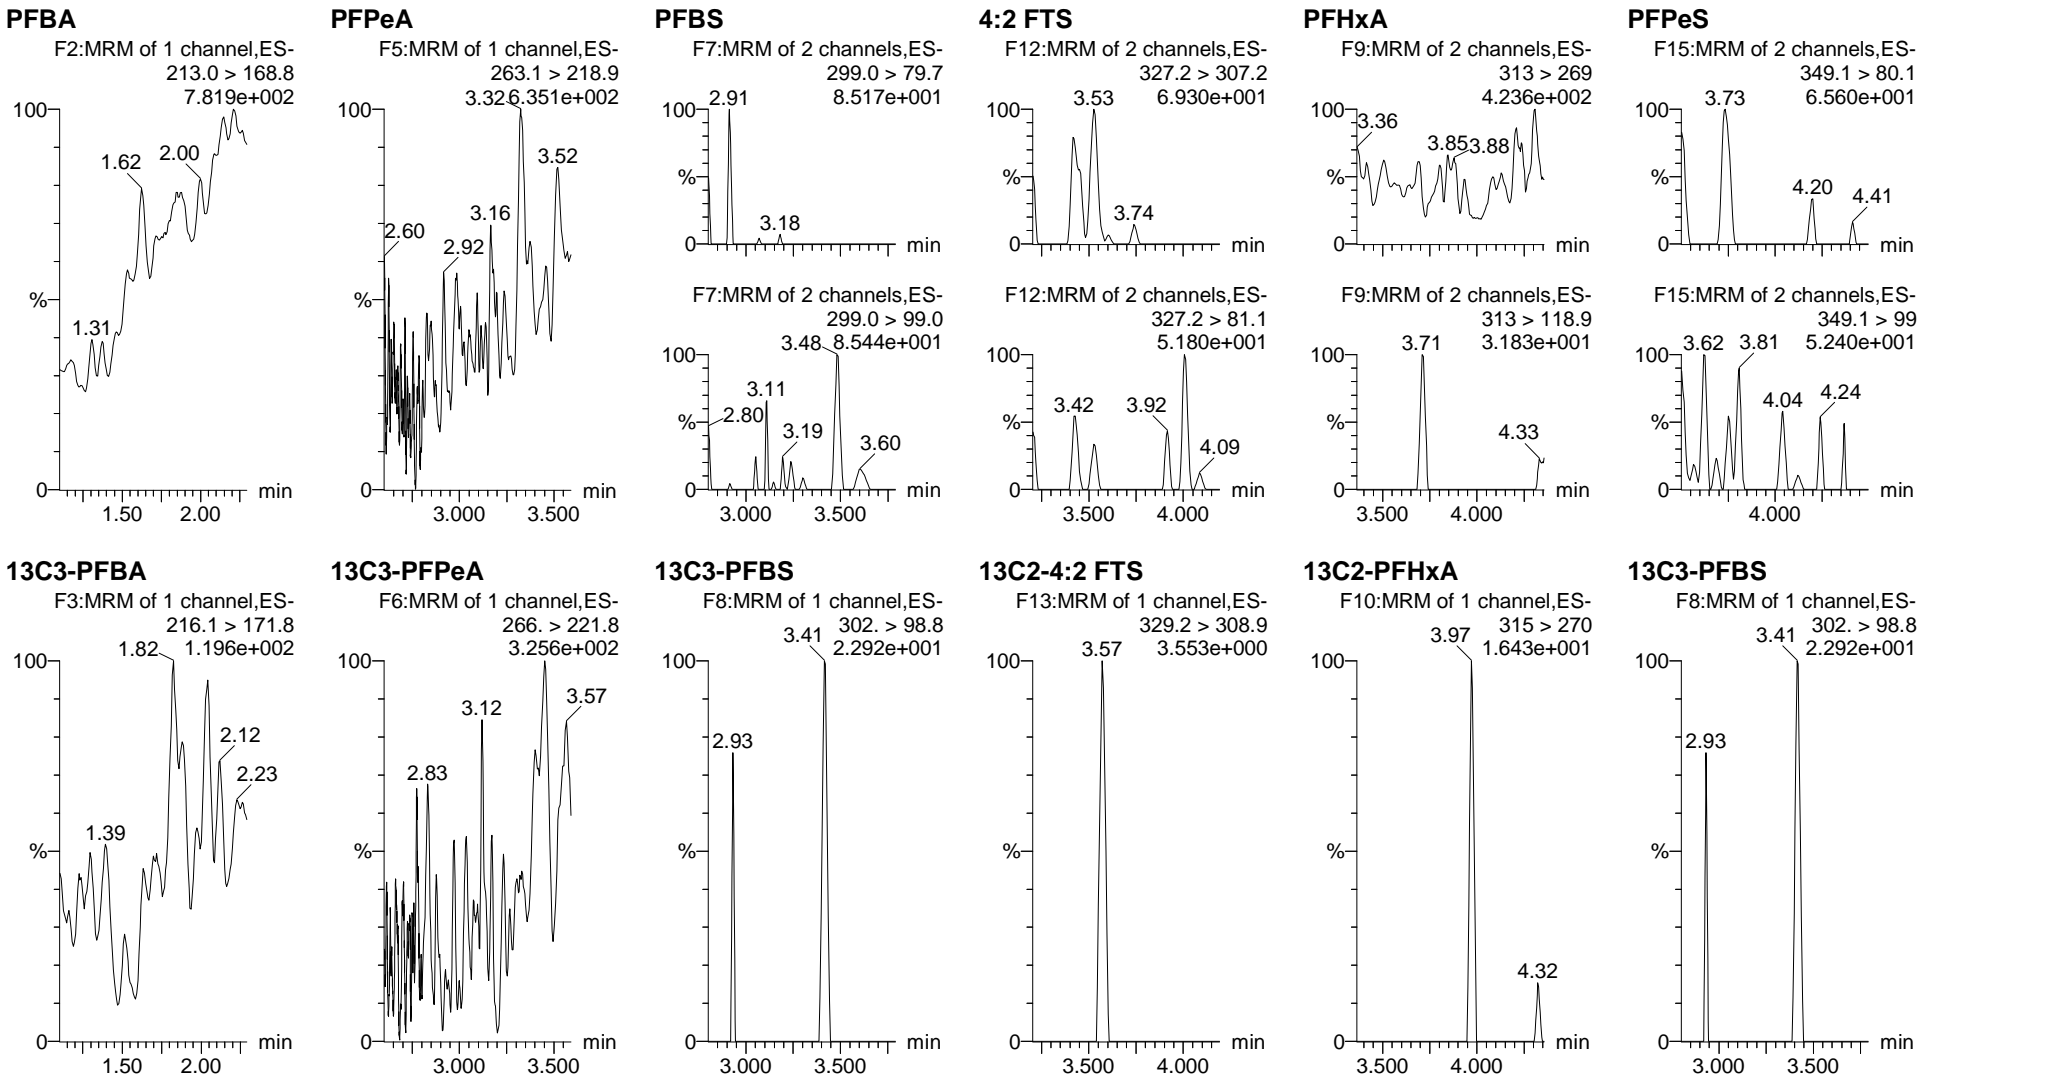 PFBA
F2:MRM of 1 channel,ES-
213.0 > 168.8
7.819e+002
100
%
0
1.31
1.62
2.00
min
1.50 2.00
PFPeA
F5:MRM of 1 channel,ES-
263.1 > 218.9
6.351e+002
100
%
0
2.60
2.92
3.16
3.32
3.52
min
3.000 3.500
PFBS
F7:MRM of 2 channels,ES-
299.0 > 79.7
8.517e+001
100
%
0
2.91
3.18
min
F7:MRM of 2 channels,ES-
299.0 > 99.0
8.544e+001
100
%
0
2.80
3.11
3.19
3.48
3.60
min
3.000 3.500
4:2 FTS
F12:MRM of 2 channels,ES-
327.2 > 307.2
6.930e+001
100
%
0
3.53
3.74
min
F12:MRM of 2 channels,ES-
327.2 > 81.1
5.180e+001
100
%
0
3.42
3.92
4.09
min
3.500 4.000
PFHxA
F9:MRM of 2 channels,ES-
313 > 269
4.236e+002
100
%
0
3.36
3.85
3.88
min
F9:MRM of 2 channels,ES-
313 > 118.9
3.183e+001
100
%
0
3.71
4.33
min
3.500 4.000
PFPeS
F15:MRM of 2 channels,ES-
349.1 > 80.1
6.560e+001
100
%
0
3.73
4.20
4.41
min
F15:MRM of 2 channels,ES-
349.1 > 99
5.240e+001
100
%
0
3.62
3.81
4.04
4.24
min
4.000
13C3-PFBA
F3:MRM of 1 channel,ES-
216.1 > 171.8
1.196e+002
100
%
0
1.39
1.82
2.12
2.23
min
1.50 2.00
13C3-PFPeA
F6:MRM of 1 channel,ES-
266. > 221.8
3.256e+002
100
%
0
2.83
3.12
3.57
min
3.000 3.500
13C3-PFBS
F8:MRM of 1 channel,ES-
302. > 98.8
2.292e+001
100
%
0
2.93
3.41
min
3.000 3.500
13C2-4:2 FTS
F13:MRM of 1 channel,ES-
329.2 > 308.9
3.553e+000
100
%
0
3.57
min
3.500 4.000
13C2-PFHxA
F10:MRM of 1 channel,ES-
315 > 270
1.643e+001
100
%
0
3.97
4.32
min
3.500 4.000
13C3-PFBS
F8:MRM of 1 channel,ES-
302. > 98.8
2.292e+001
100
%
0
2.93
3.41
min
3.000 3.500